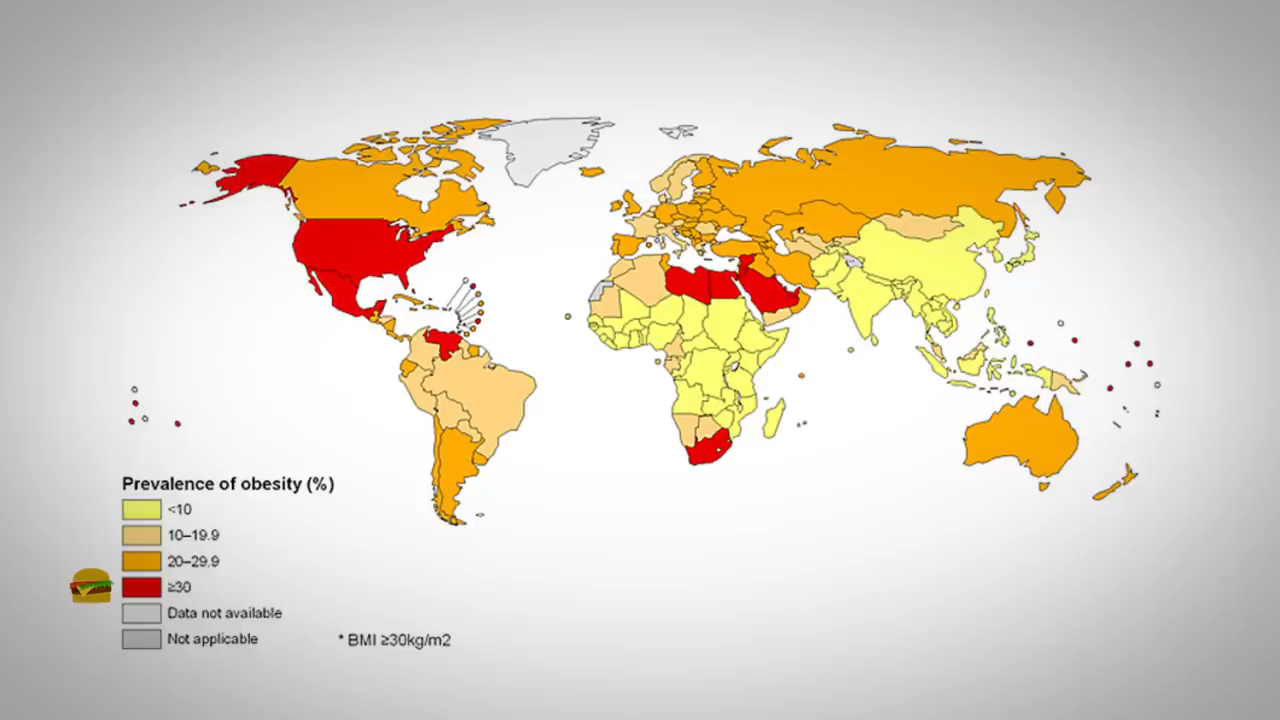 Prevalence of obesity (%)
<10
10–19.9
20–29.9
≥30
Data not available
Not applicable
* BMI ≥30kg/m2